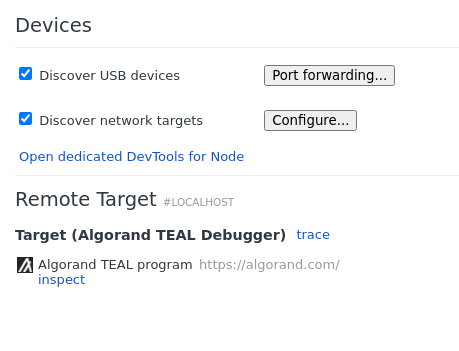 Devices
Discover USB devices Port forwarding...
Discover network targets Configure...
Open dedicated DevTools for Node
Remote Target #LOCALHOST
Target (Algorand TEAL Debugger) trace
Algorand TEAL program https://algorand.com/
inspect